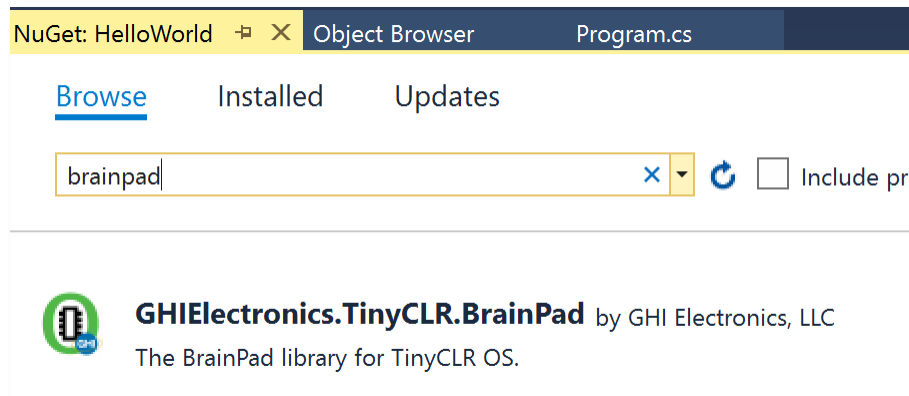 NuGet: HelloWorld Object Browser Program.cs
Browse Installed Updates
brainpad Include pr
GHIElectronics.TinyCLR.BrainPad by GHI Electronics, LLC
GHI
The BrainPad library for TinyCLR OS.